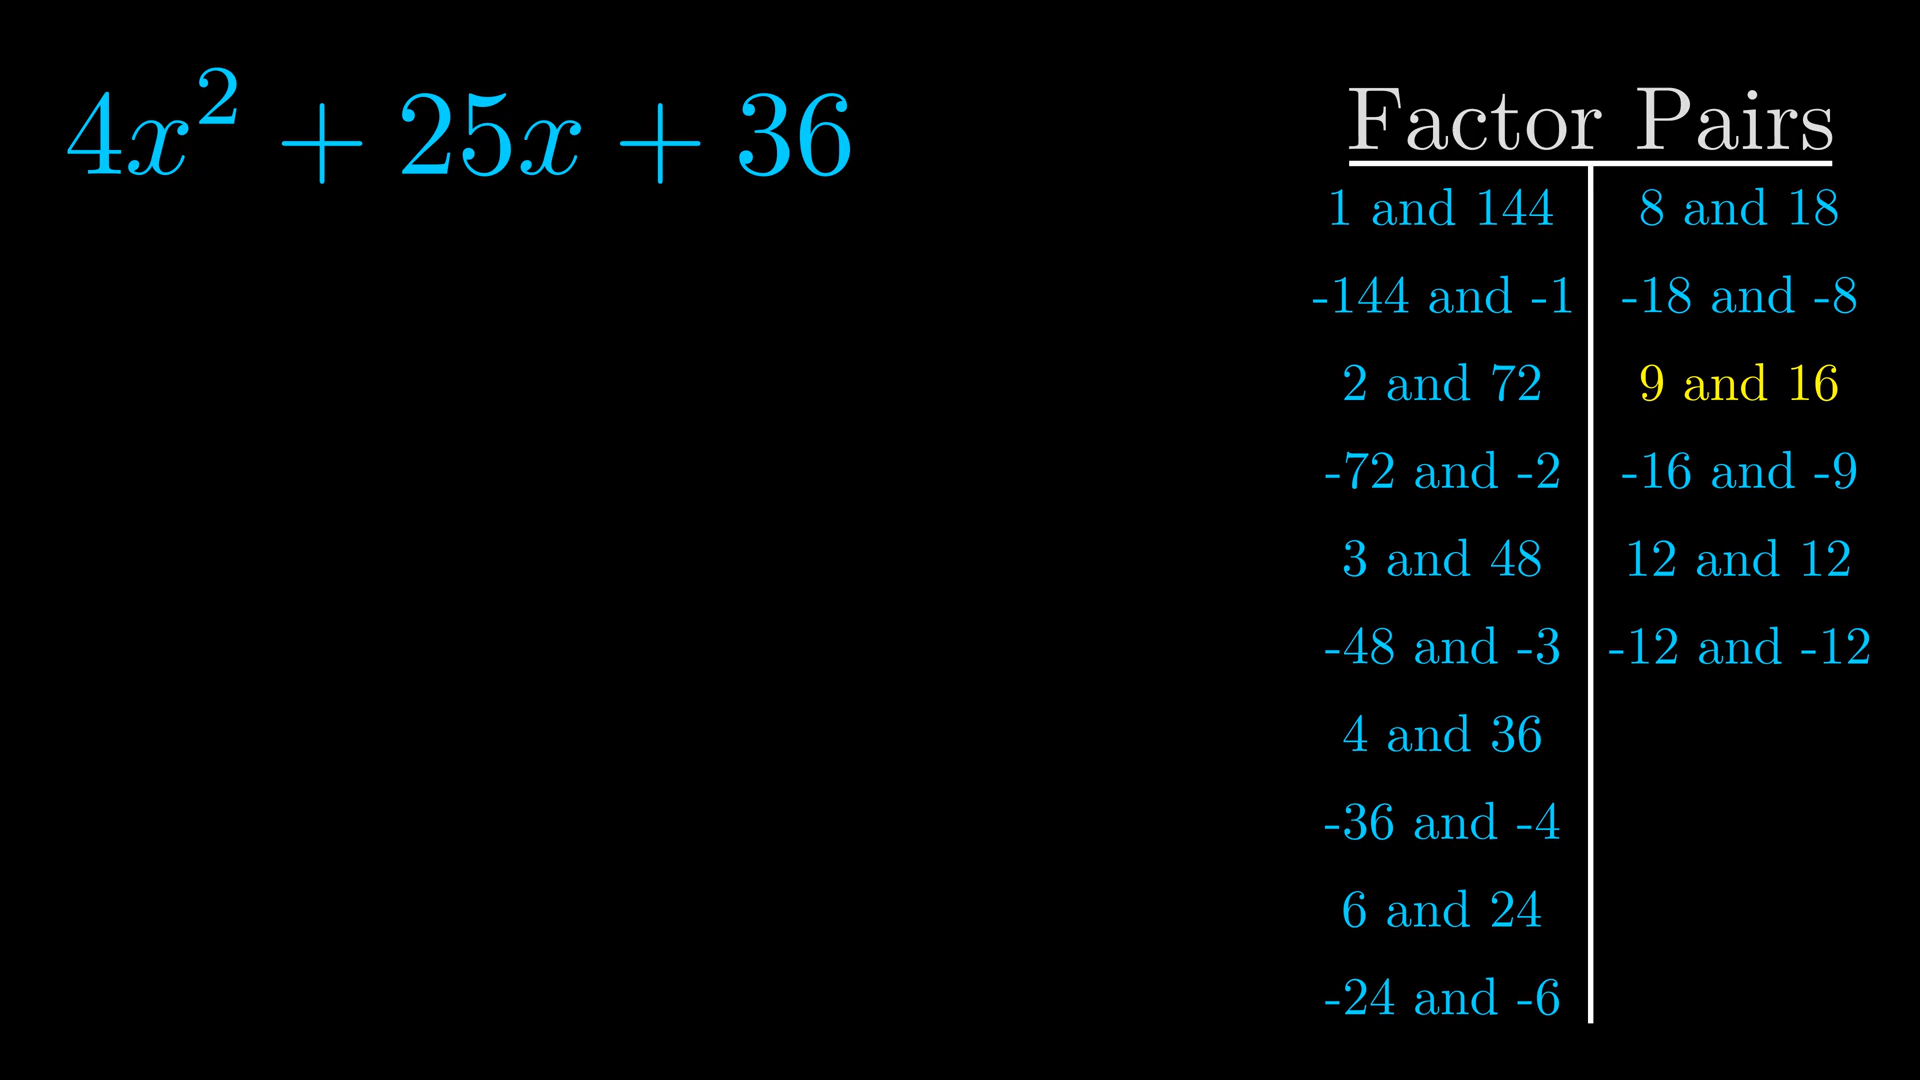 4x² + 25x + 36
Factor Pairs
1 and 144
-144 and -1
2 and 72
-72 and -2
3 and 48
-48 and -3
4 and 36
-36 and -4
6 and 24
-24 and -6
8 and 18
-18 and -8
9 and 16
-16 and -9
12 and 12
-12 and -12